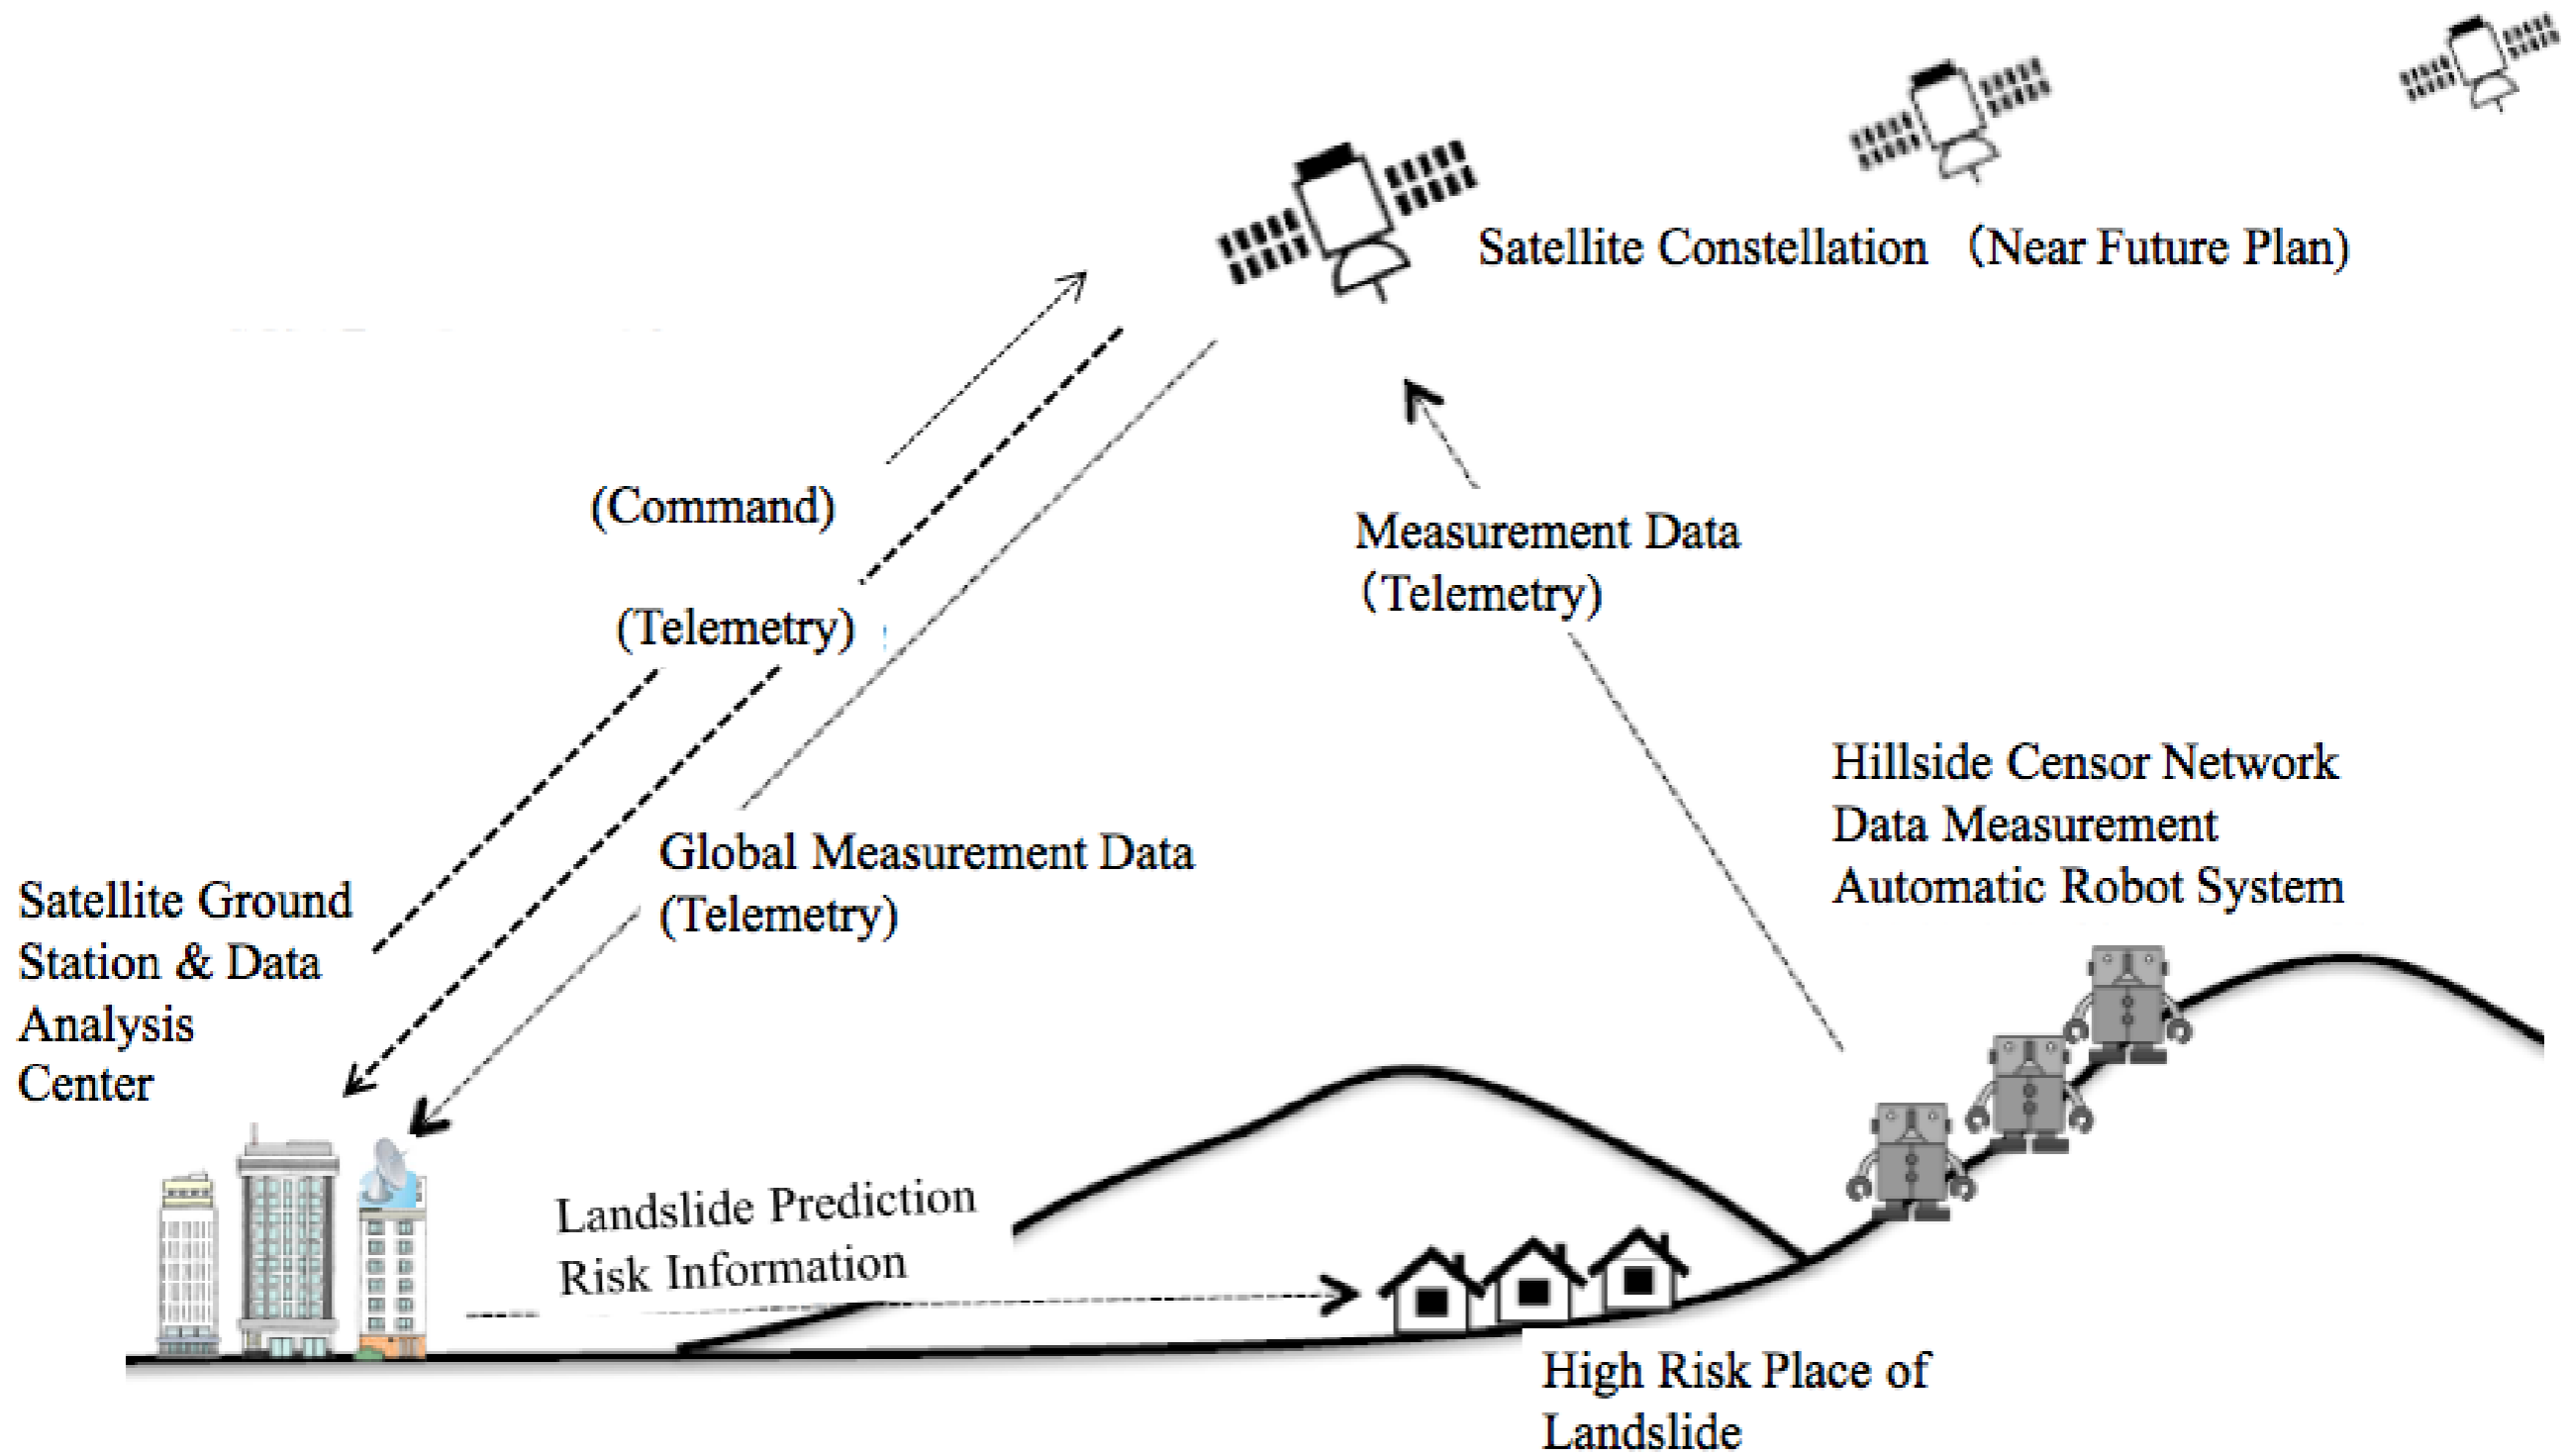 Satellite Constellation (Near Future Plan)
(Command)
Measurement Data
(Telemetry)
(Telemetry)
Hillside Censor Network
Data Measurement
Automatic Robot System
Global Measurement Data
(Telemetry)
Satellite Ground
Station & Data
Analysis
Center
Landslide Prediction
Risk Information
High Risk Place of
Landslide